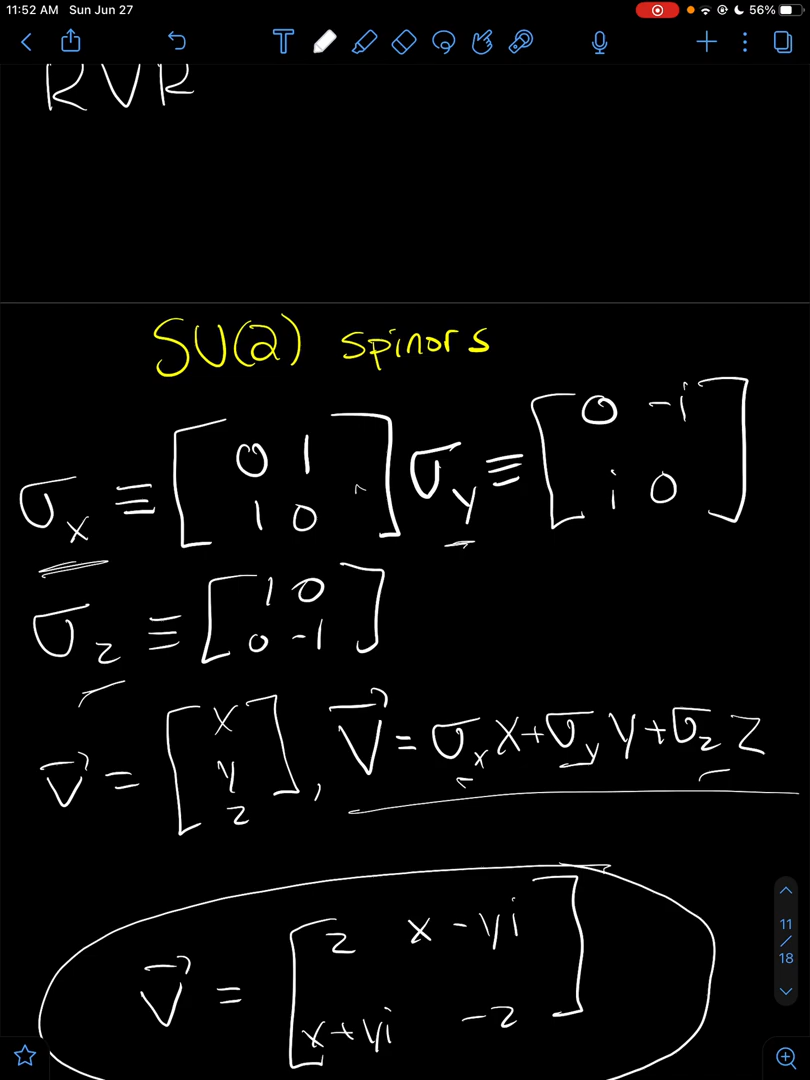 11:52 AM Sun Jun 27
56%
T
RVR
SU(2) spinors
σx ≡ [0 1
1 0] σy ≡ [0 -i
i 0]
σz ≡ [1 0
0 -1]
v⃗ = [x
y
z], V⃗ = σx x + σy y + σz z
V⃗ = [z x - yi
x + yi -z]
11
/
18